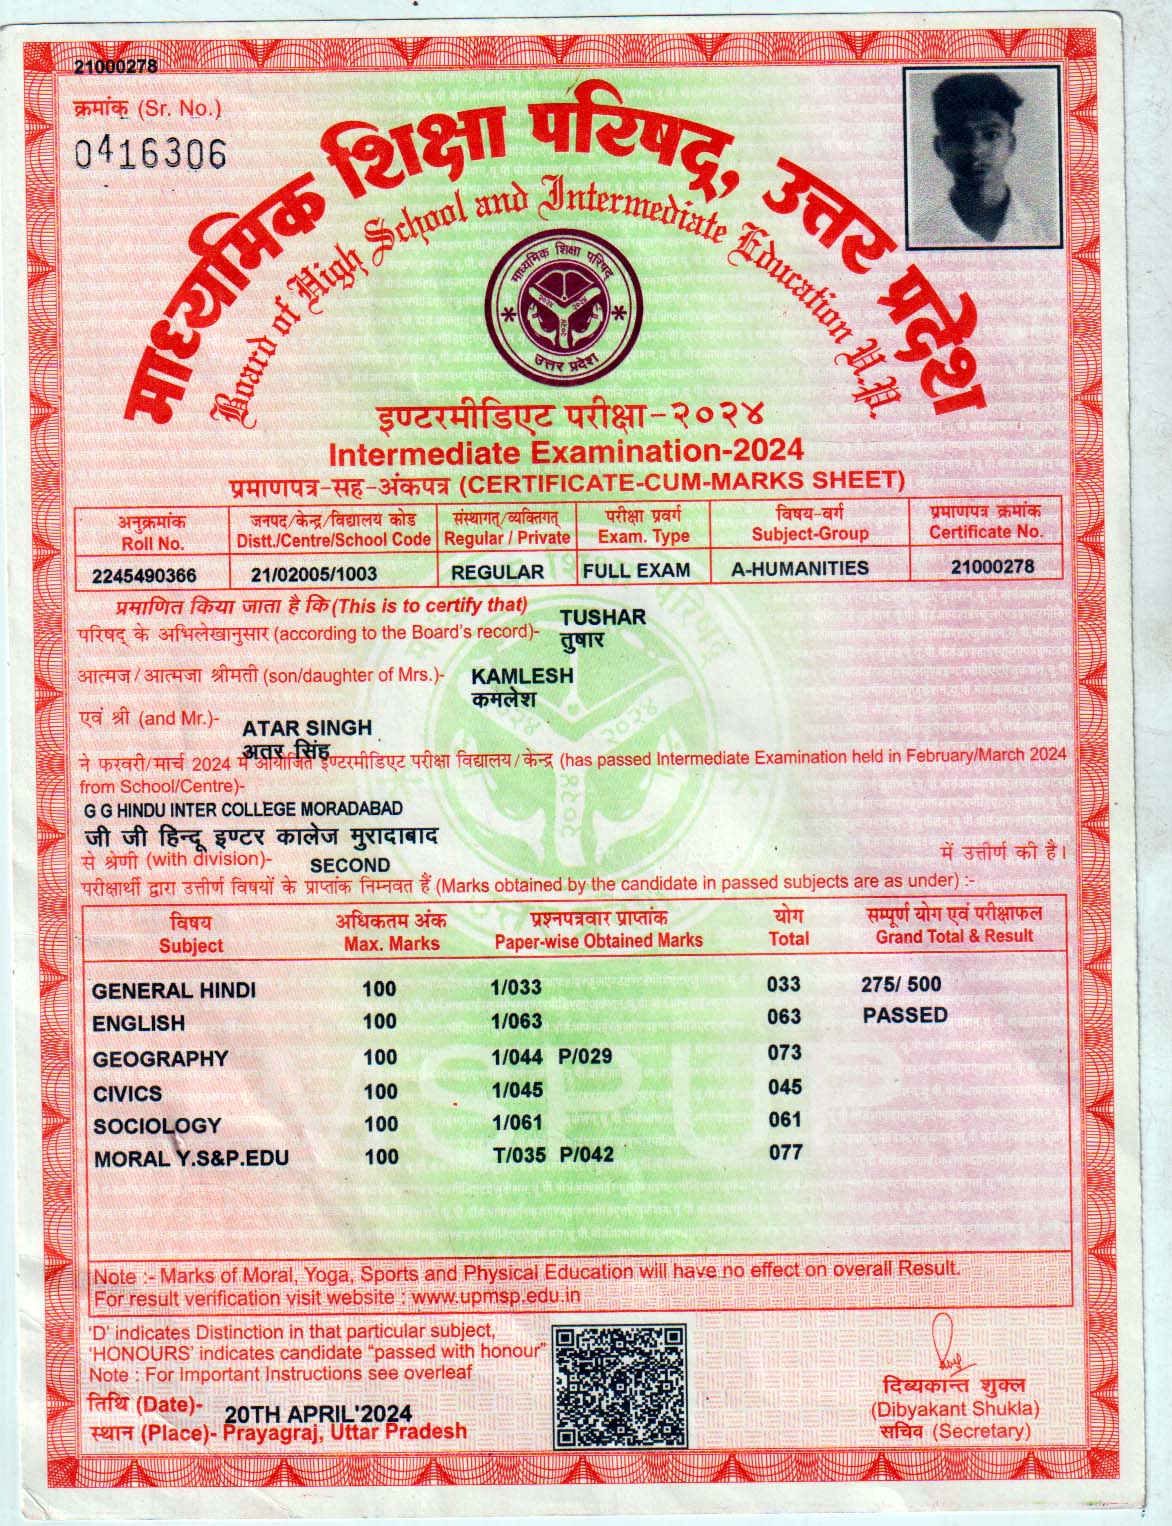 21000278
क्रमांक (Sr. No.)
0416306
माध्यमिक शिक्षा परिषद्, उत्तर प्रदेश
Board of High School and Intermediate Education U.P.
माध्यमिक शिक्षा परिषद्
२०२४ २०२४
२०२४
उत्तर प्रदेश
इण्टरमीडिएट परीक्षा-२०२४
Intermediate Examination-2024
प्रमाणपत्र-सह-अंकपत्र (CERTIFICATE-CUM-MARKS SHEET)
अनुक्रमांक जनपद/केन्द्र/विद्यालय कोड संस्थागत/व्यक्तिगत परीक्षा प्रवर्ग विषय-वर्ग प्रमाणपत्र क्रमांक
Roll No. Distt./Centre/School Code Regular / Private Exam. Type Subject-Group Certificate No.
2245490366 21/02005/1003 REGULAR FULL EXAM A-HUMANITIES 21000278
प्रमाणित किया जाता है कि (This is to certify that)
परिषद् के अभिलेखानुसार (according to the Board's record)- TUSHAR
तुषार
आत्मज/आत्मजा श्रीमती (son/daughter of Mrs.)- KAMLESH
कमलेश
एवं श्री (and Mr.)- ATAR SINGH
अतर सिंह
ने फरवरी/मार्च 2024 में आयोजित इण्टरमीडिएट परीक्षा विद्यालय/केन्द्र (has passed Intermediate Examination held in February/March 2024
from School/Centre)-
G G HINDU INTER COLLEGE MORADABAD
जी जी हिन्दू इण्टर कालेज मुरादाबाद
से श्रेणी (with division)- SECOND में उत्तीर्ण की है।
परीक्षार्थी द्वारा उत्तीर्ण विषयों के प्राप्तांक निम्नवत हैं (Marks obtained by the candidate in passed subjects are as under) :-
विषय अधिकतम अंक प्रश्नपत्रवार प्राप्तांक योग सम्पूर्ण योग एवं परीक्षाफल
Subject Max. Marks Paper-wise Obtained Marks Total Grand Total & Result
GENERAL HINDI 100 1/033 033 275/ 500
ENGLISH 100 1/063 063 PASSED
GEOGRAPHY 100 1/044 P/029 073
CIVICS 100 1/045 045
SOCIOLOGY 100 1/061 061
MORAL Y.S&P.EDU 100 T/035 P/042 077
Note :- Marks of Moral, Yoga, Sports and Physical Education will have no effect on overall Result.
For result verification visit website : www.upmsp.edu.in
'D' indicates Distinction in that particular subject,
'HONOURS' indicates candidate "passed with honour"
Note : For Important Instructions see overleaf
तिथि (Date)- 20TH APRIL'2024
स्थान (Place)- Prayagraj, Uttar Pradesh
दिब्यकान्त शुक्ल
(Dibyakant Shukla)
सचिव (Secretary)